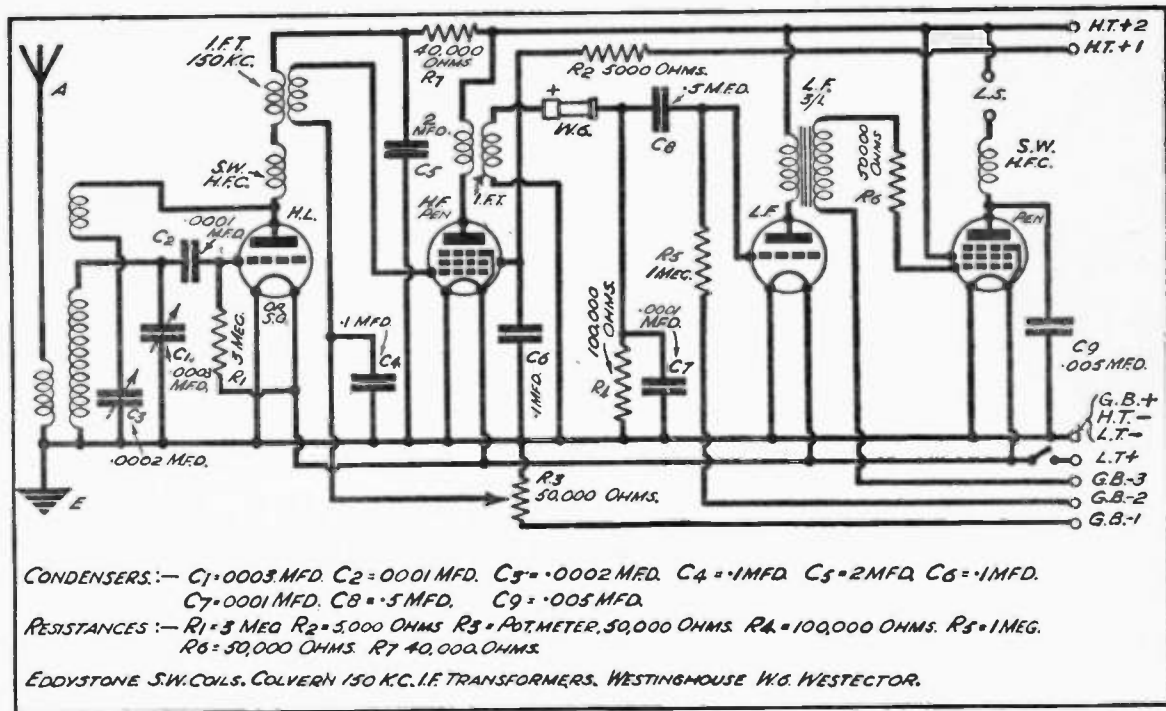 I.F.T.
150 K.C.
40,000
OHMS
R7
R2 5000 OHMS.
H.T.+2
H.T.+1
A
2
MFD.
C5
+
W.6.
.5 MFD.
C8
L.F.
3/1.
L.S.
S.W.
H.F.C.
S.W.
H.F.C.
50000
OHMS
R6
I.F.T.
H.L.
H.F.
PEN
L.F.
PEN
.0001
MFD.
C2
R5
1 MEG.
OR
S.G.
C1.
.0003
MFD.
3 MEG.
R1
.1 MFD.
C4
C6
.1 MFD.
100,000
OHMS.
R4
.0001
MFD.
C7
C9
.005 MFD.
C3
.0002 MFD.
G.B.+
H.T.-
L.T.-
L.T+
G.B.-3
G.B.-2
G.B.-1
E
R3
50,000 OHMS.
CONDENSERS:— C1=.0003 MFD. C2=.0001 MFD. C3=.0002 MFD. C4=.1 MFD C5=2 MFD. C6=.1 MFD.
C7=.0001 MFD. C8=.5 MFD. C9=.005 MFD.
RESISTANCES:— R1=3 MEG R2=5,000 OHMS R3=POT.METER, 50,000 OHMS. R4=100,000 OHMS. R5=1 MEG.
R6=50,000 OHMS. R7 40,000.OHMS.
EDDYSTONE S.W.COILS. COLVERN 150 K.C. I.F. TRANSFORMERS. WESTINGHOUSE W.6. WESTECTOR.